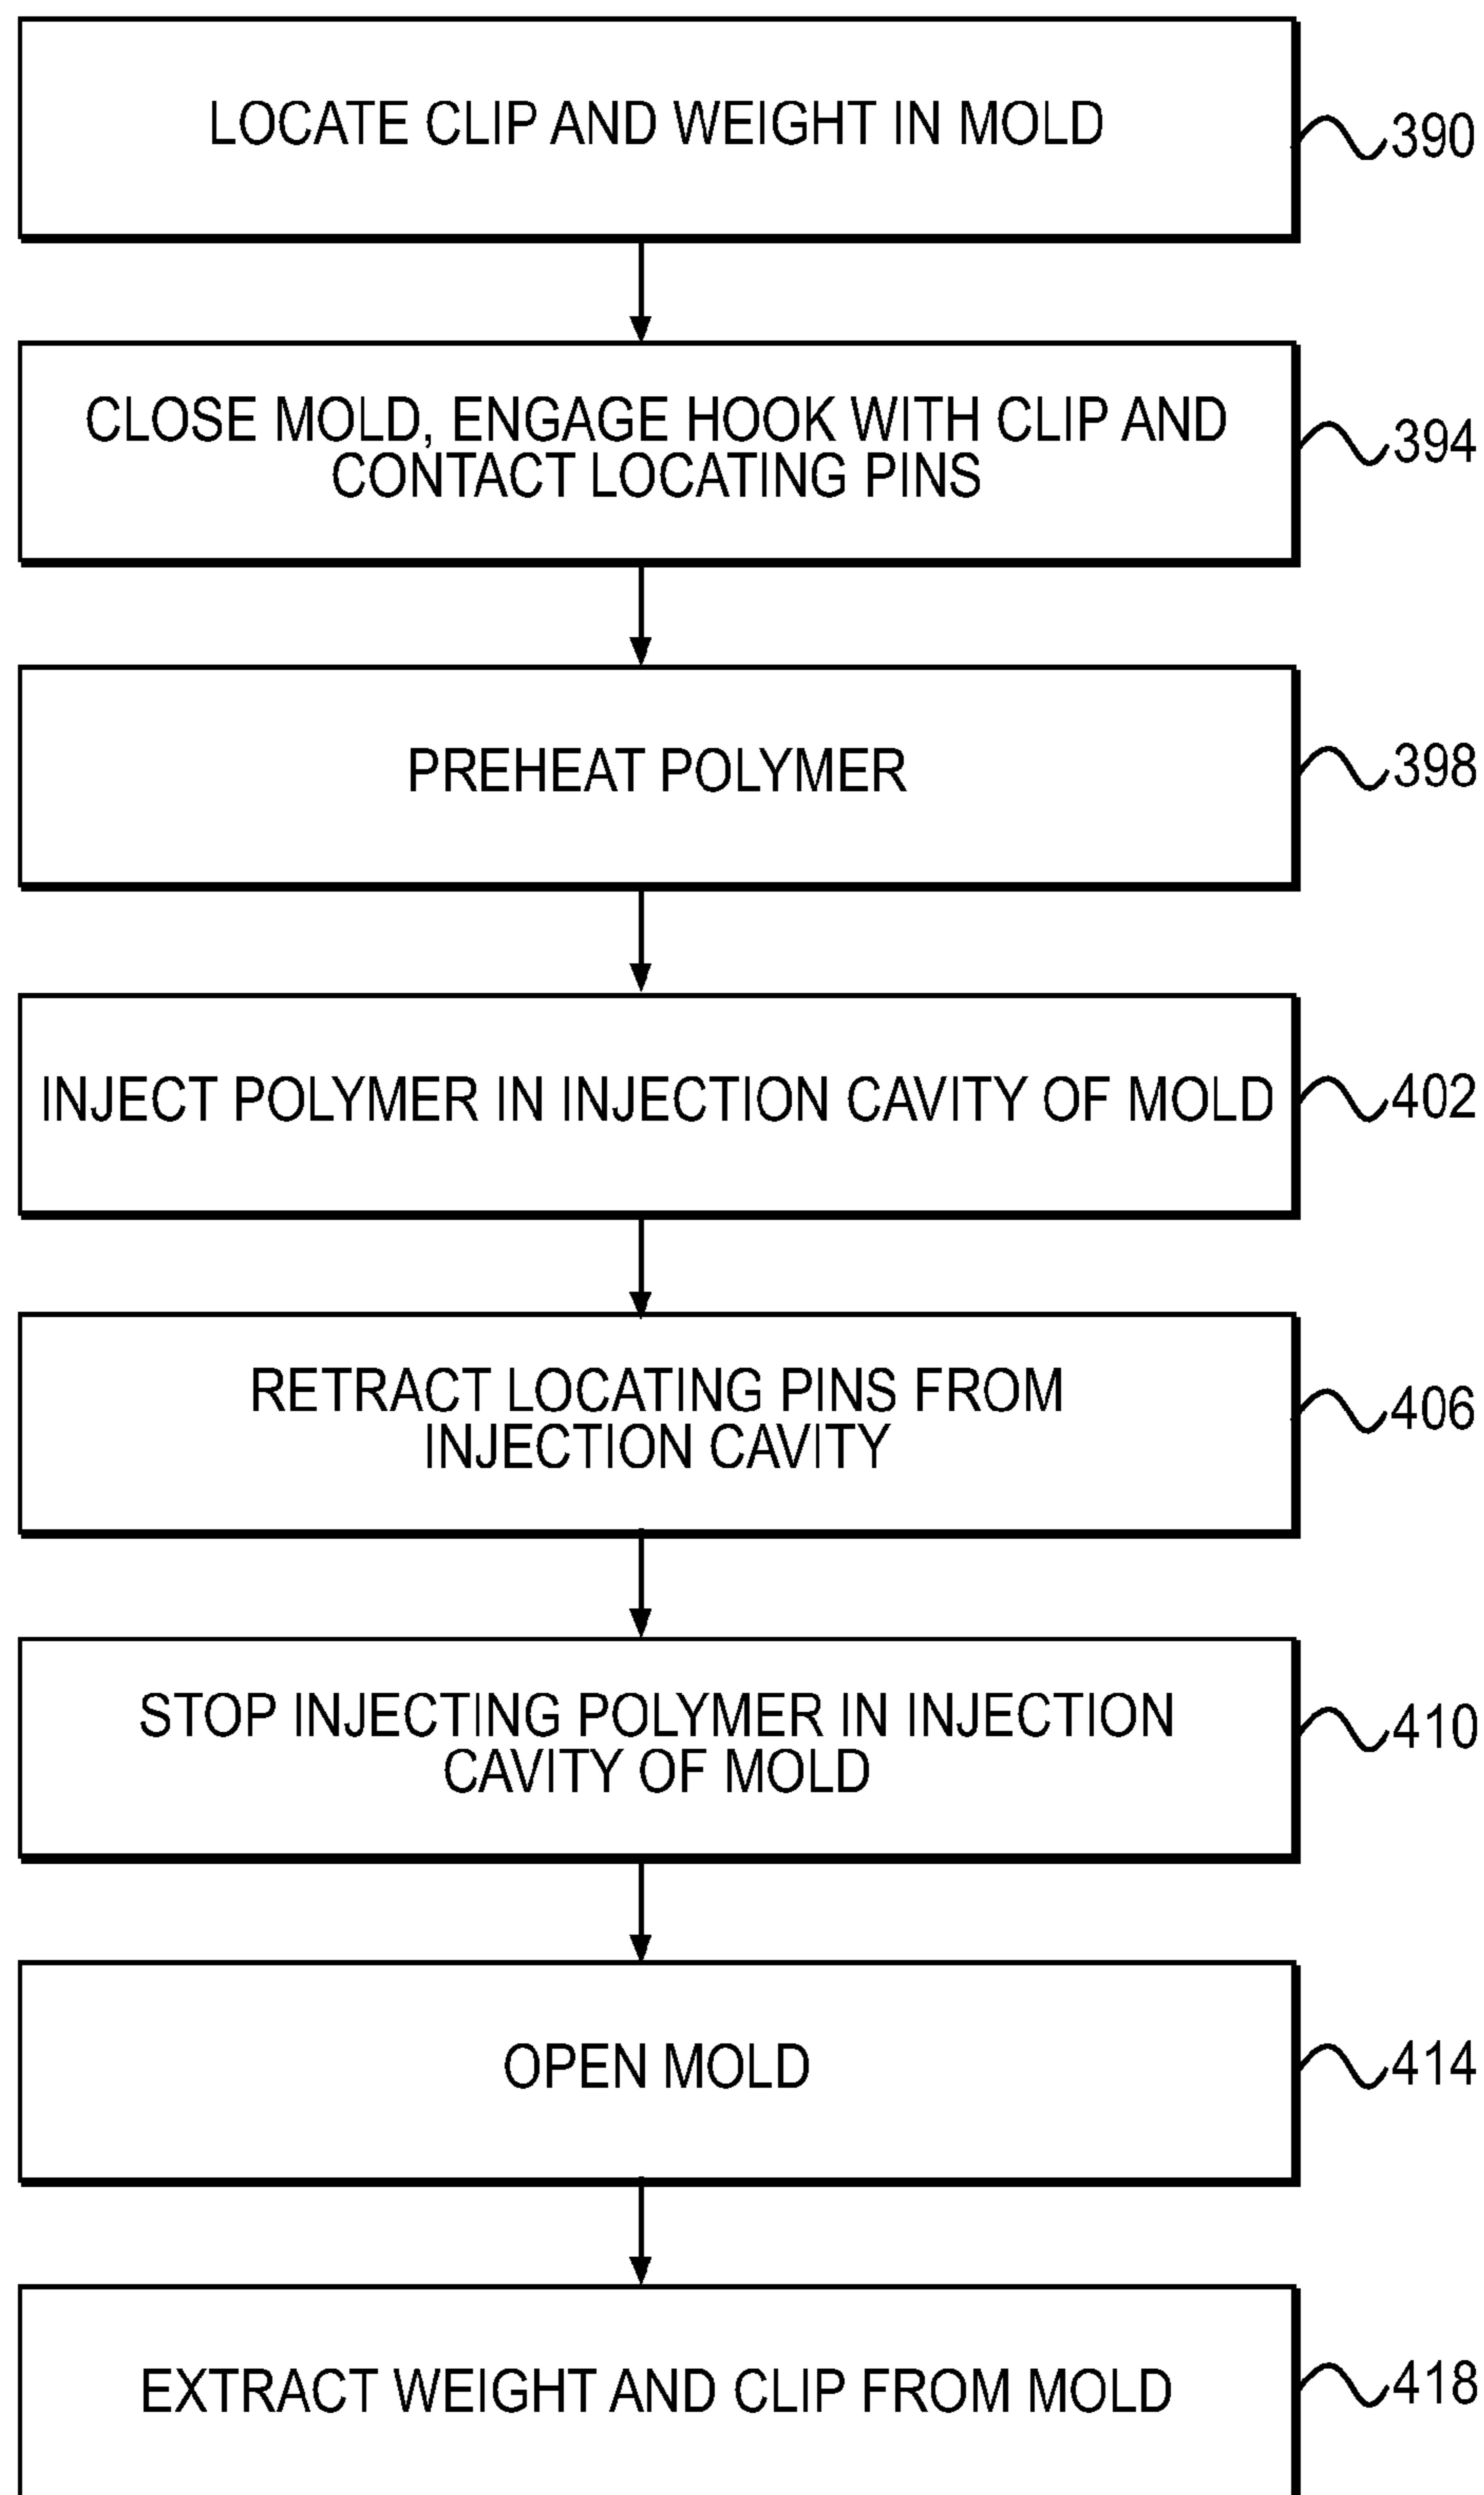 LOCATE CLIP AND WEIGHT IN MOLD
390
CLOSE MOLD, ENGAGE HOOK WITH CLIP AND
CONTACT LOCATING PINS
394
PREHEAT POLYMER
398
INJECT POLYMER IN INJECTION CAVITY OF MOLD
402
RETRACT LOCATING PINS FROM
INJECTION CAVITY
406
STOP INJECTING POLYMER IN INJECTION
CAVITY OF MOLD
410
OPEN MOLD
414
EXTRACT WEIGHT AND CLIP FROM MOLD
418